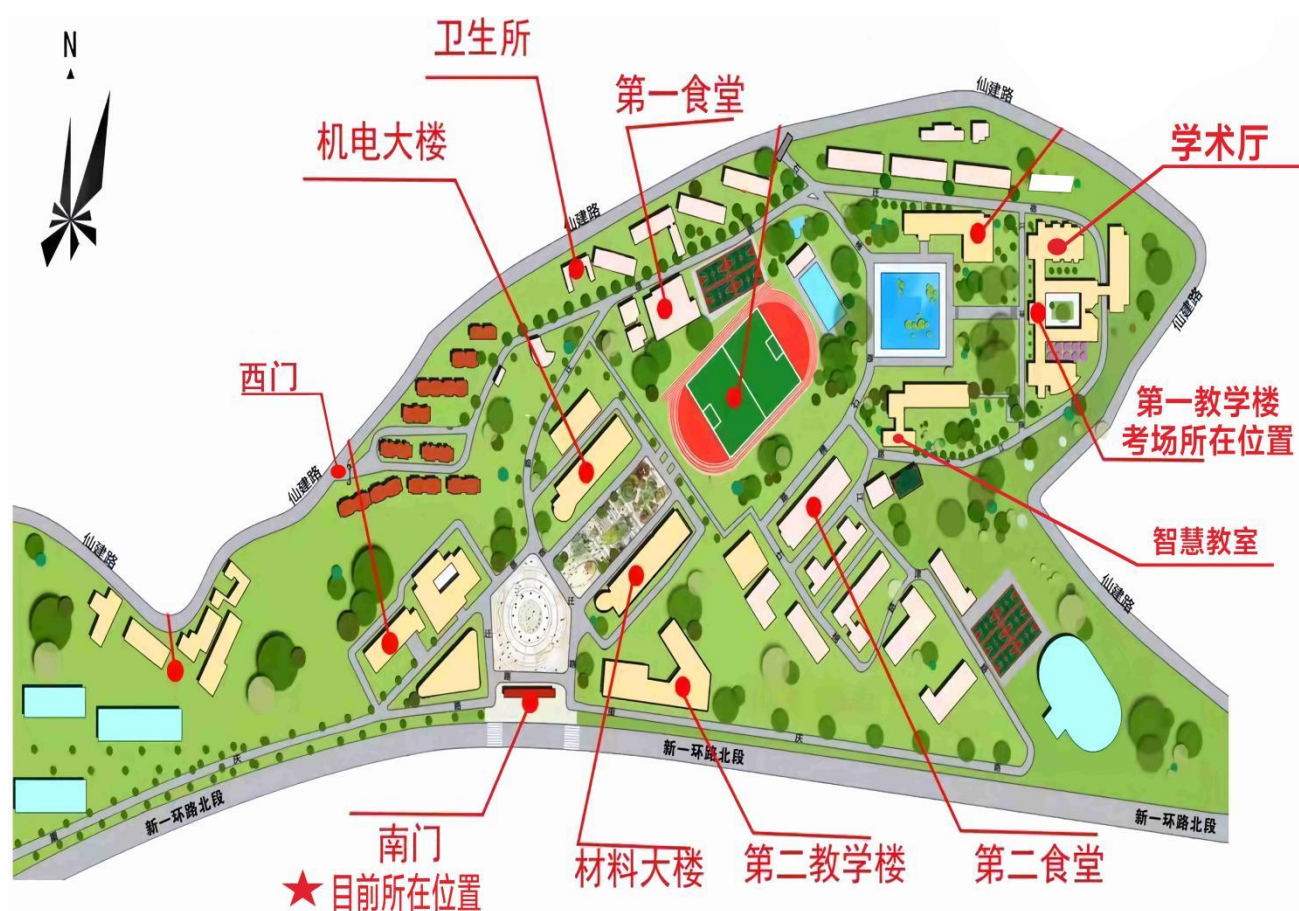 N
卫生所
第一食堂
机电大楼
仙建路
学术厅
仙建路
西门
仙建路
第一教学楼
考场所在位置
仙建路
仙建路
智慧教室
仙建路
新一环路北段
新一环路北段
新一环路北段
南门
★ 目前所在位置
材料大楼
第二教学楼
第二食堂